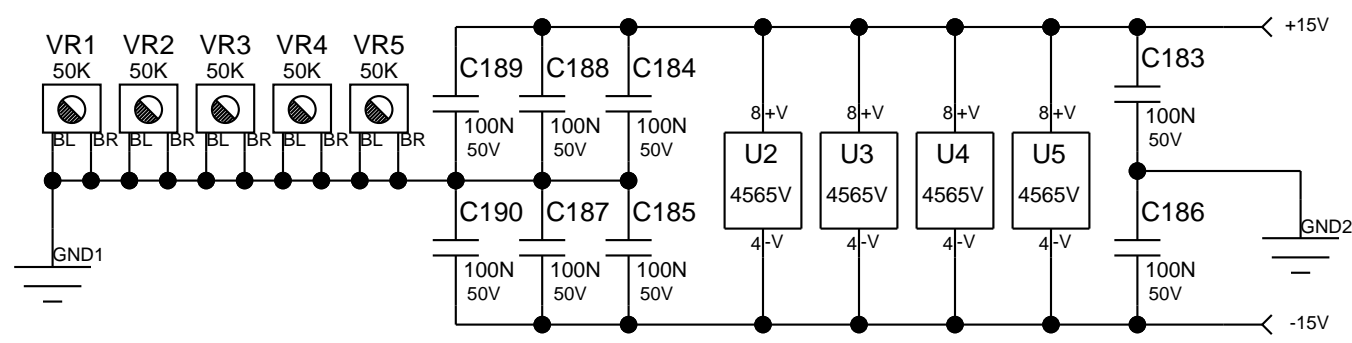 +15V
VR1 VR2 VR3 VR4 VR5
50K 50K 50K 50K 50K
C189 C188 C184 C183
100N 100N 100N 100N
50V 50V 50V 50V
8 +V 8 +V 8 +V 8 +V
BL BR BL BR BL BR BL BR BL BR
U2 U3 U4 U5
4565V 4565V 4565V 4565V
4 -V 4 -V 4 -V 4 -V
C190 C187 C185 C186
GND1 GND2
100N 100N 100N 100N
50V 50V 50V 50V
-15V